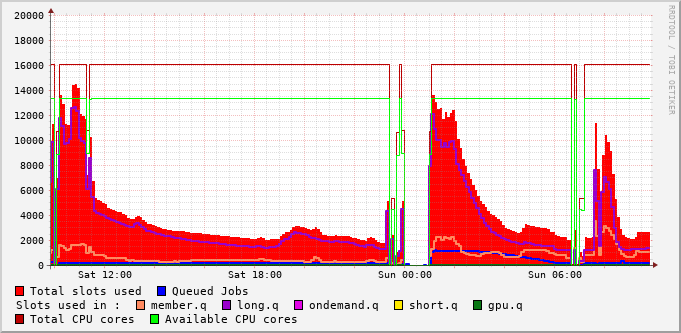 20000
18000
16000
14000
12000
10000
8000
6000
4000
2000
0
Sat 12:00 Sat 18:00 Sun 00:00 Sun 06:00
RRDTOOL / TOBI OETIKER
Total slots used Queued Jobs
Slots used in : member.q long.q ondemand.q short.q gpu.q
Total CPU cores Available CPU cores